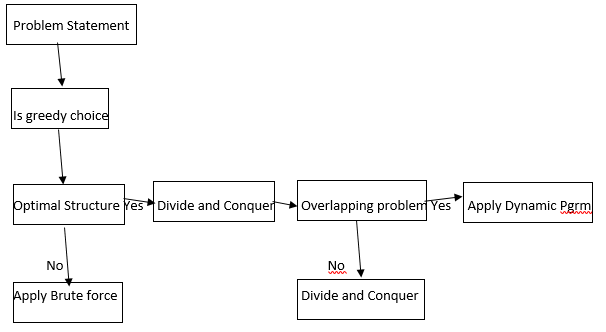 Problem Statement
Is greedy choice
Optimal Structure Yes Divide and Conquer Overlapping problem Yes Apply Dynamic Pgrm
No No
Apply Brute force Divide and Conquer